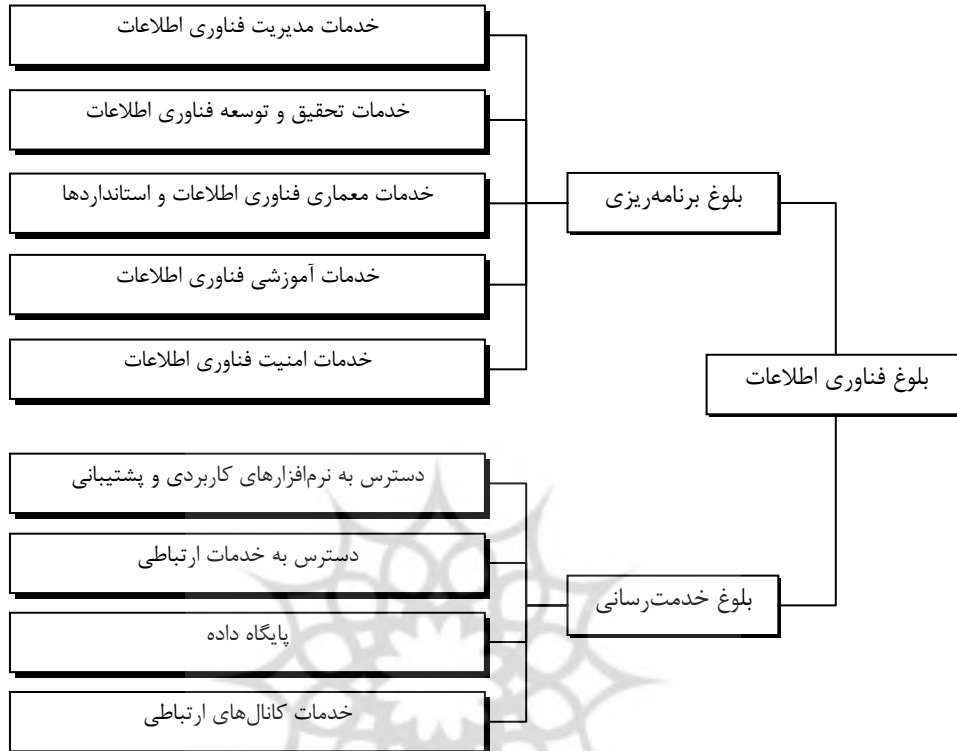 خدمات مدیریت فناوری اطلاعات
خدمات تحقیق و توسعه فناوری اطلاعات
خدمات معماری فناوری اطلاعات و استانداردها
بلوغ برنامه‌ریزی
خدمات آموزشی فناوری اطلاعات
خدمات امنیت فناوری اطلاعات
بلوغ فناوری اطلاعات
دسترس به نرم‌افزارهای کاربردی و پشتیبانی
دسترس به خدمات ارتباطی
بلوغ خدمت‌رسانی
پایگاه داده
خدمات کانال‌های ارتباطی